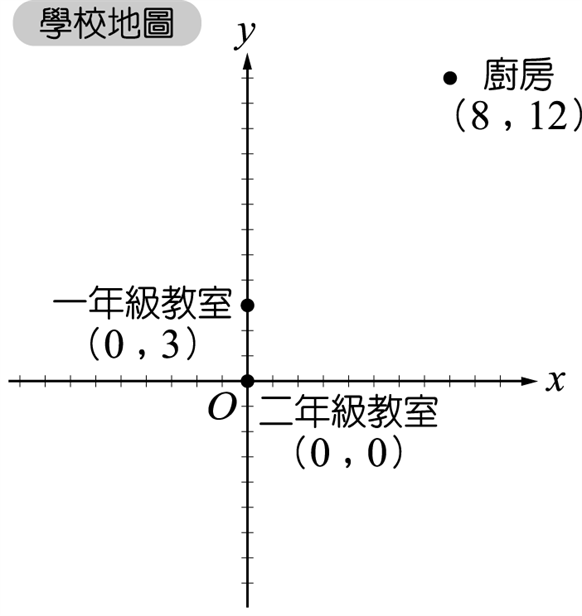 學校地圖
y
廚房
(8 , 12)
一年級教室
(0 , 3)
x
O
二年級教室
(0 , 0)